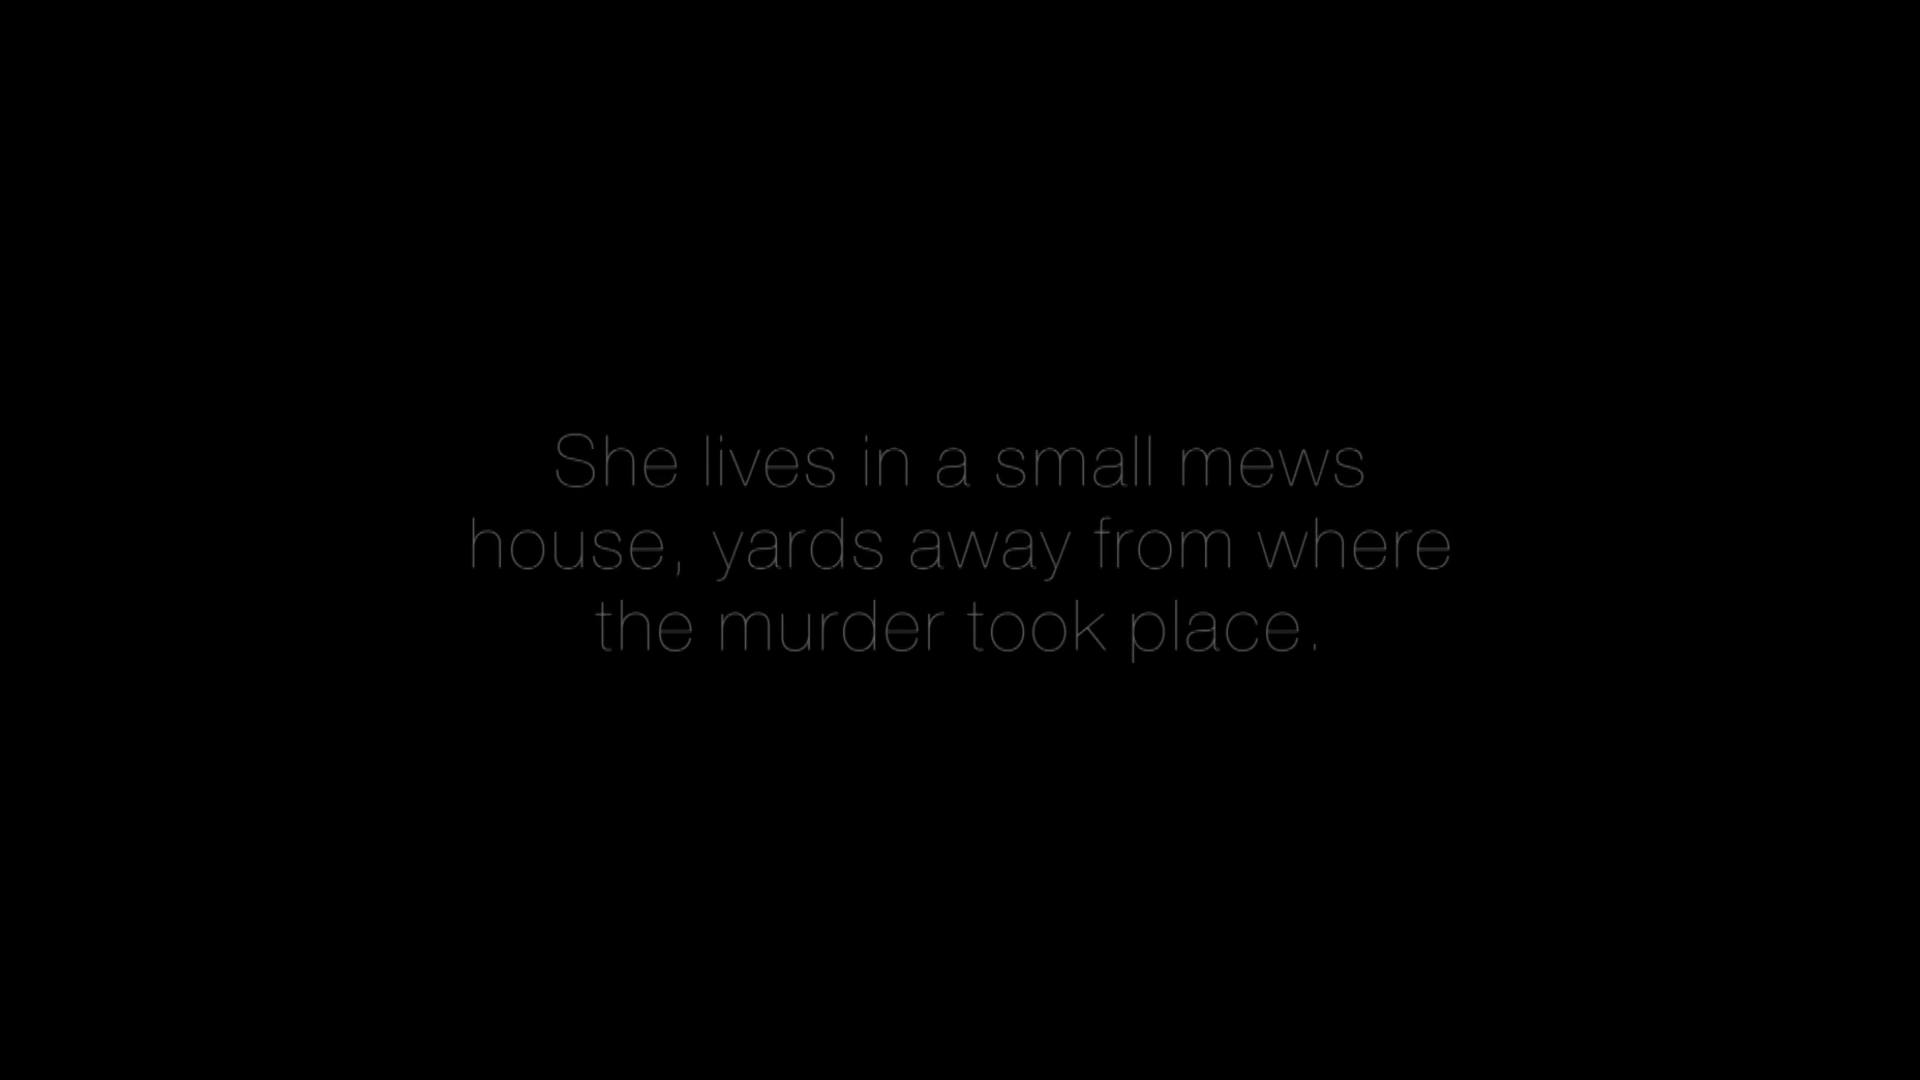 She lives in a small mews
house, yards away from where
the murder took place.